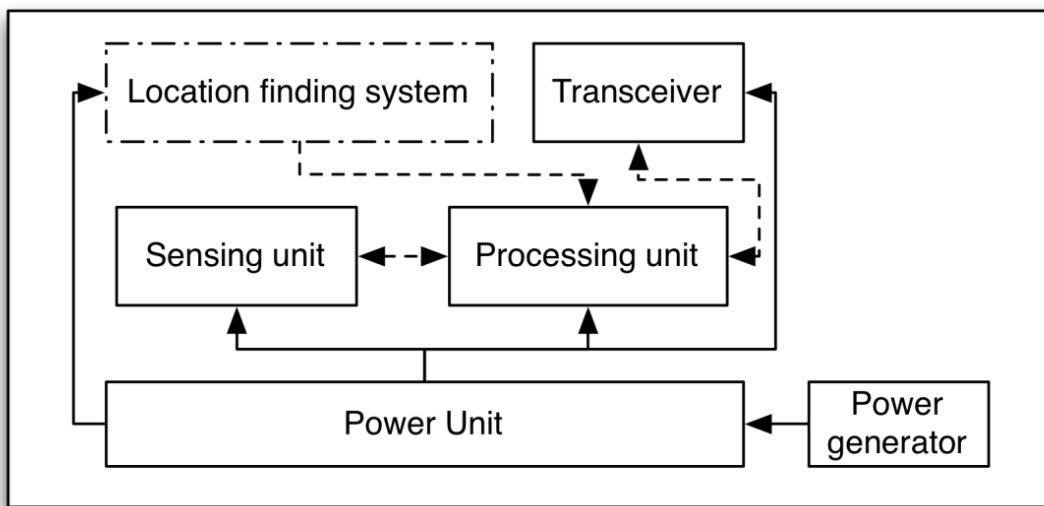 Location finding system
Transceiver
Sensing unit
Processing unit
Power Unit
Power
generator